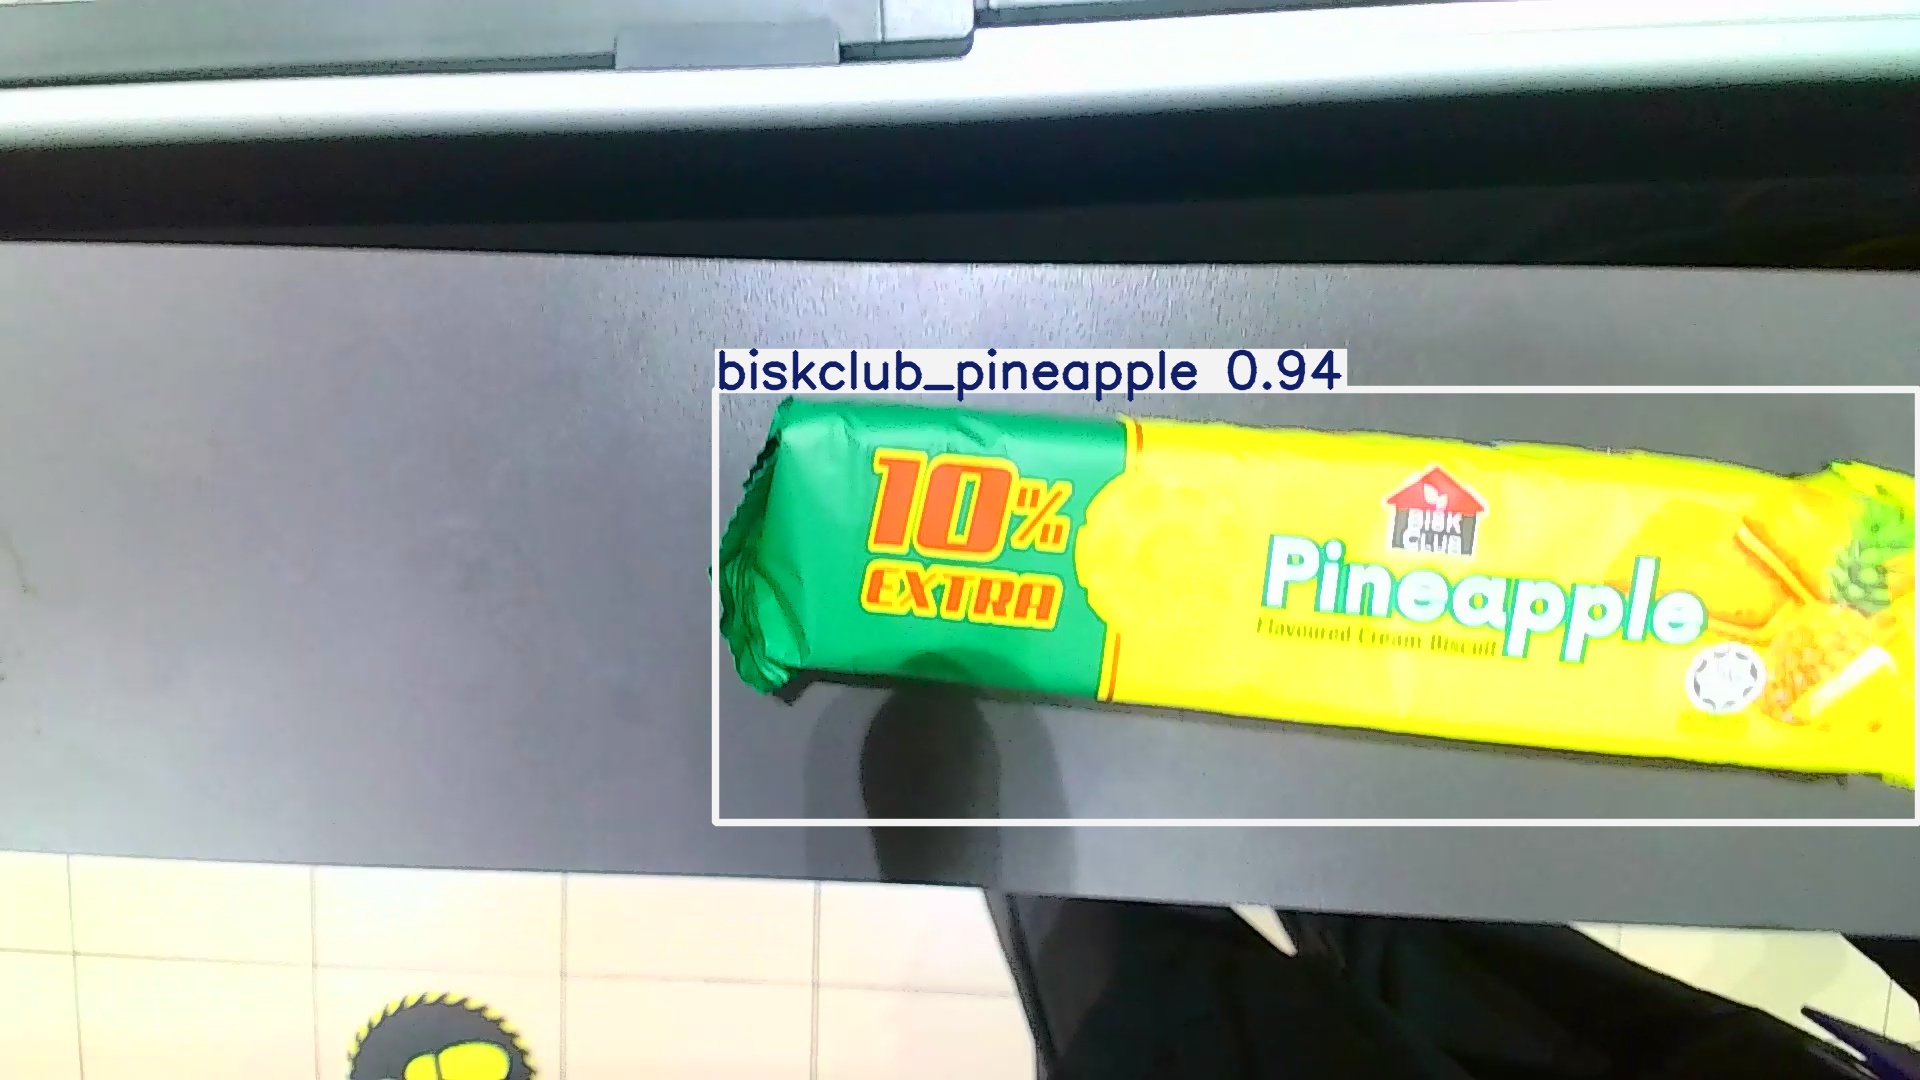 biskclub_pineapple 0.94
10%
EXTRA
BISK
CLUB
Pineapple
Flavoured Cream Biscuit